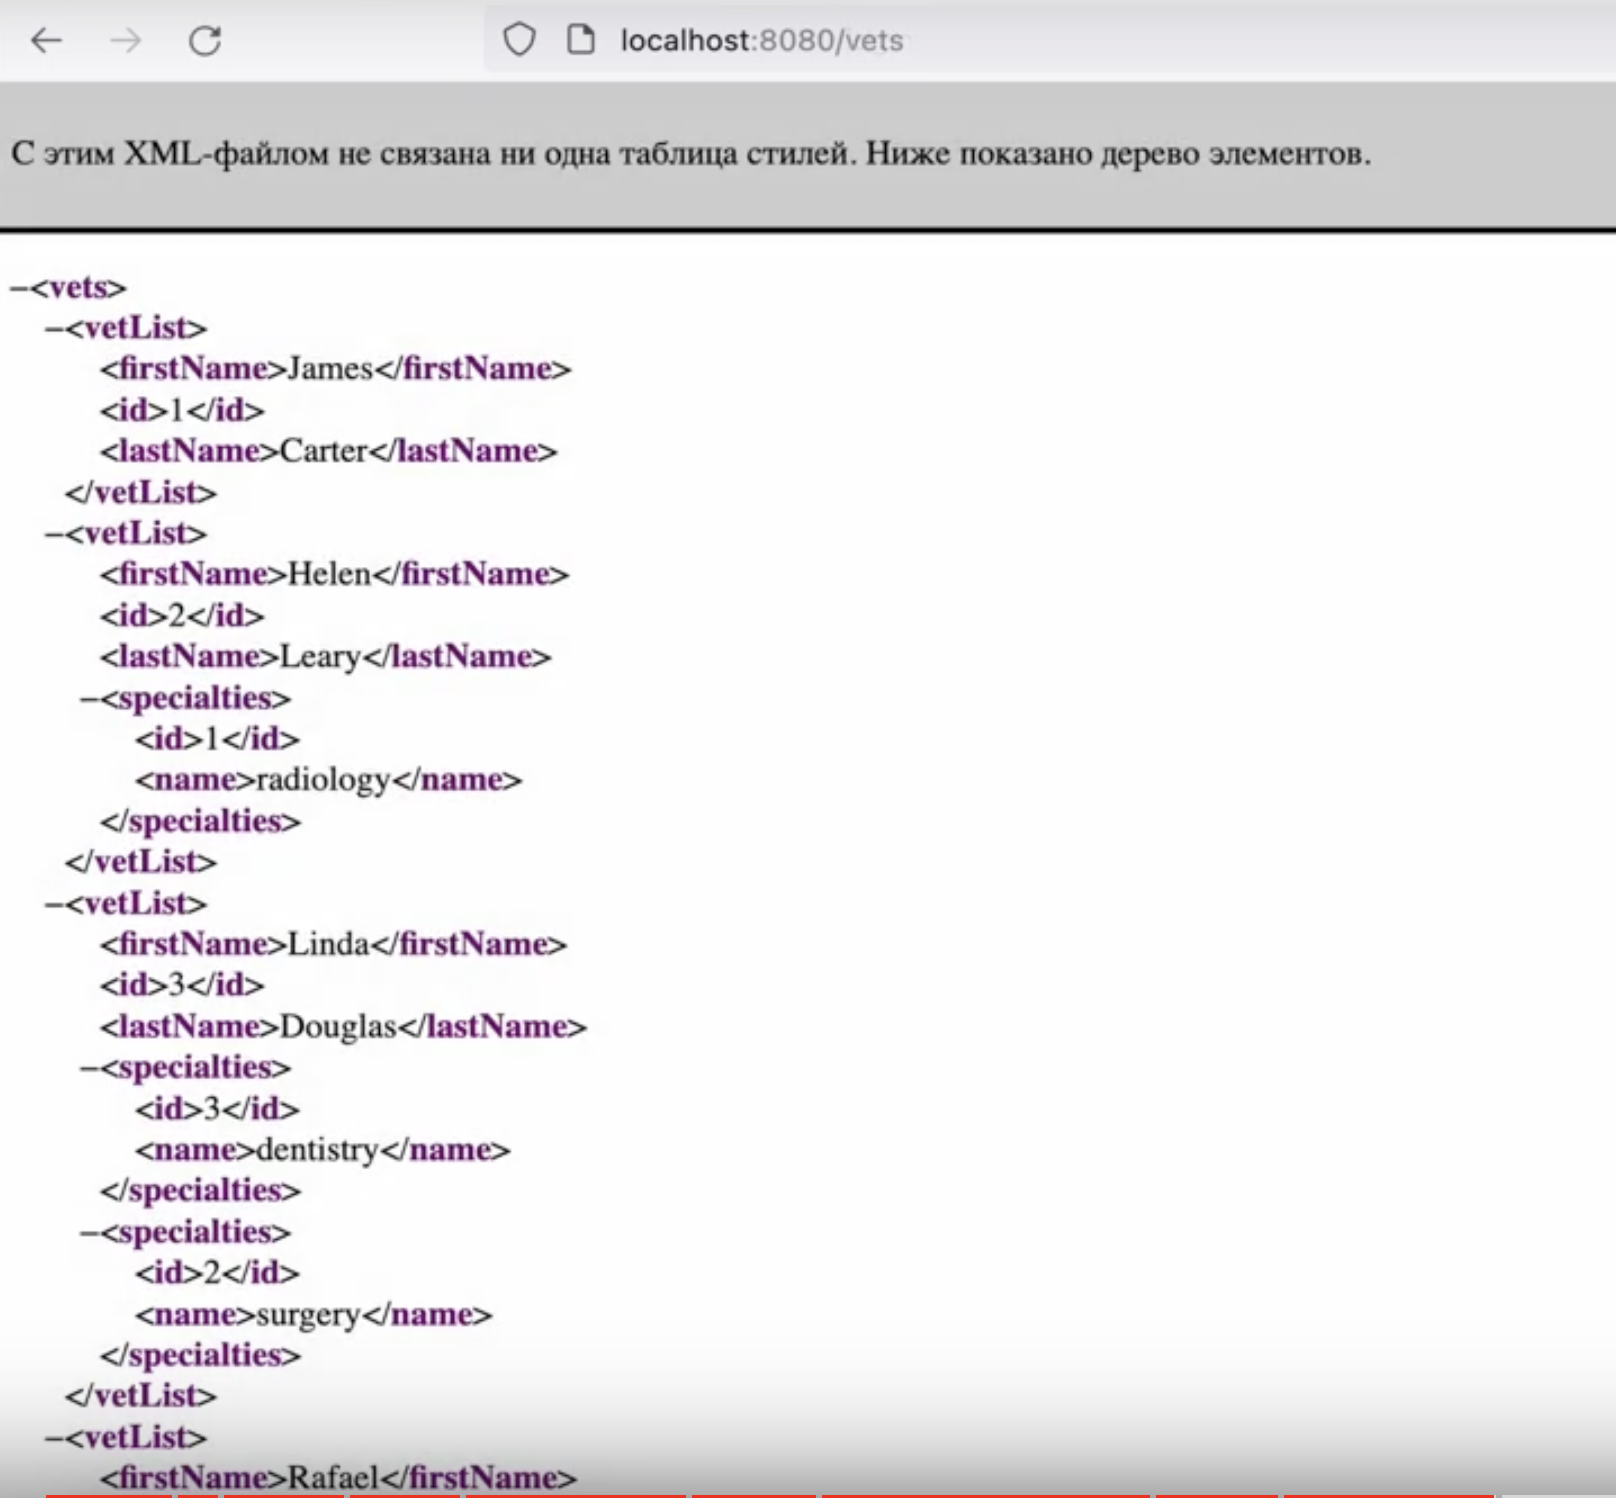 localhost:8080/vets
С этим XML-файлом не связана ни одна таблица стилей. Ниже показано дерево элементов.
–<vets>
–<vetList>
<firstName>James</firstName>
<id>1</id>
<lastName>Carter</lastName>
</vetList>
–<vetList>
<firstName>Helen</firstName>
<id>2</id>
<lastName>Leary</lastName>
–<specialties>
<id>1</id>
<name>radiology</name>
</specialties>
</vetList>
–<vetList>
<firstName>Linda</firstName>
<id>3</id>
<lastName>Douglas</lastName>
–<specialties>
<id>3</id>
<name>dentistry</name>
</specialties>
–<specialties>
<id>2</id>
<name>surgery</name>
</specialties>
</vetList>
–<vetList>
<firstName>Rafael</firstName>